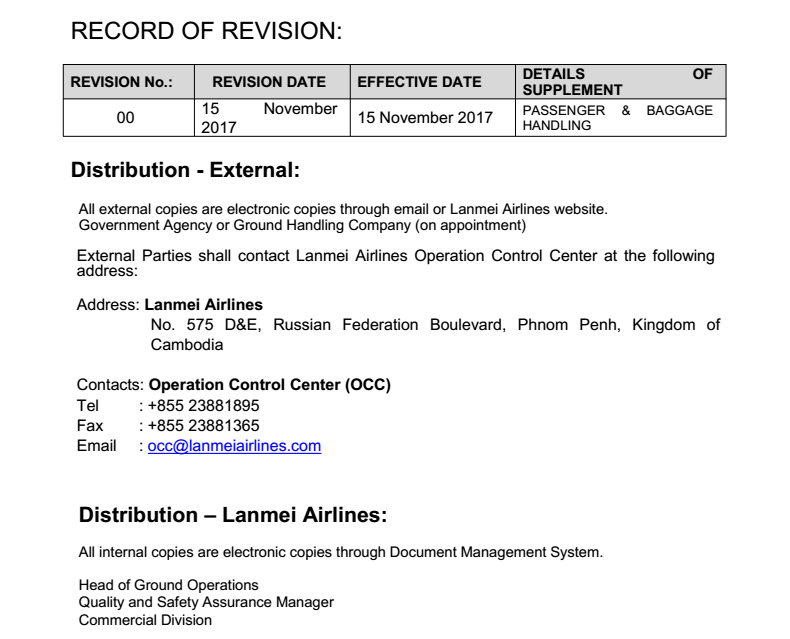 RECORD OF REVISION:
REVISION No.: REVISION DATE EFFECTIVE DATE DETAILS OF SUPPLEMENT
00 15 November 2017 15 November 2017 PASSENGER & BAGGAGE HANDLING
Distribution - External:
All external copies are electronic copies through email or Lanmei Airlines website.
Government Agency or Ground Handling Company (on appointment)
External Parties shall contact Lanmei Airlines Operation Control Center at the following
address:
Address: Lanmei Airlines
No. 575 D&E, Russian Federation Boulevard, Phnom Penh, Kingdom of
Cambodia
Contacts: Operation Control Center (OCC)
Tel : +855 23881895
Fax : +855 23881365
Email : occ@lanmeiairlines.com
Distribution – Lanmei Airlines:
All internal copies are electronic copies through Document Management System.
Head of Ground Operations
Quality and Safety Assurance Manager
Commercial Division